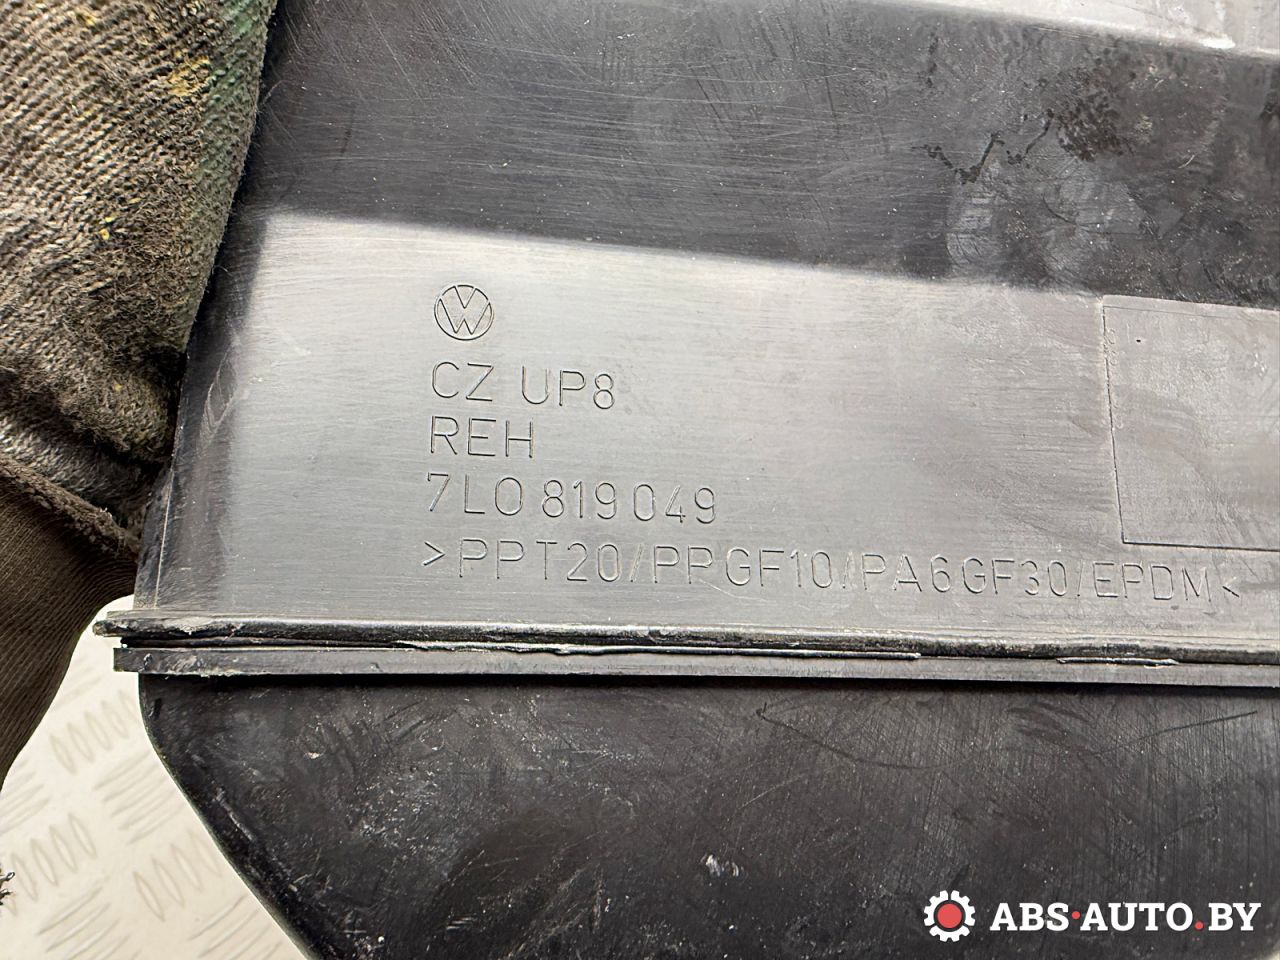 CZ UP8
REH
7L0 819 049
>PPT20/PPGF10/PA6GF30/EPDM<
ABS·AUTO.BY